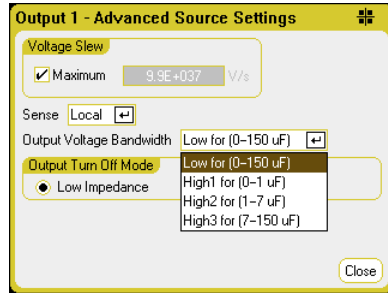 Output 1 - Advanced Source Settings
Voltage Slew
Maximum 9.9E+037 V/s
Sense Local
Output Voltage Bandwidth Low for (0-150 uF)
Low for (0-150 uF)
Output Turn Off Mode
High1 for (0-1 uF)
Low Impedance
High2 for (1-7 uF)
High3 for (7-150 uF)
Close